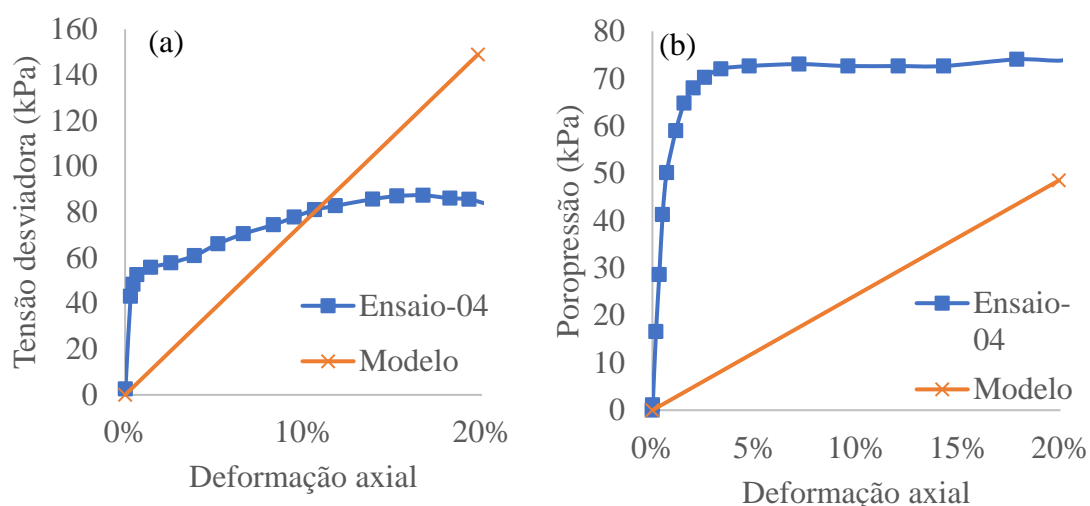 (a)
Tensão desviadora (kPa)
160
140
120
100
80
60
40
20
0
0%
10%
20%
Deformação axial
Ensaio-04
Modelo
(b)
Poropressão (kPa)
80
70
60
50
40
30
20
10
0
0%
5%
10%
15%
20%
Deformação axial
Ensaio-
04
Modelo